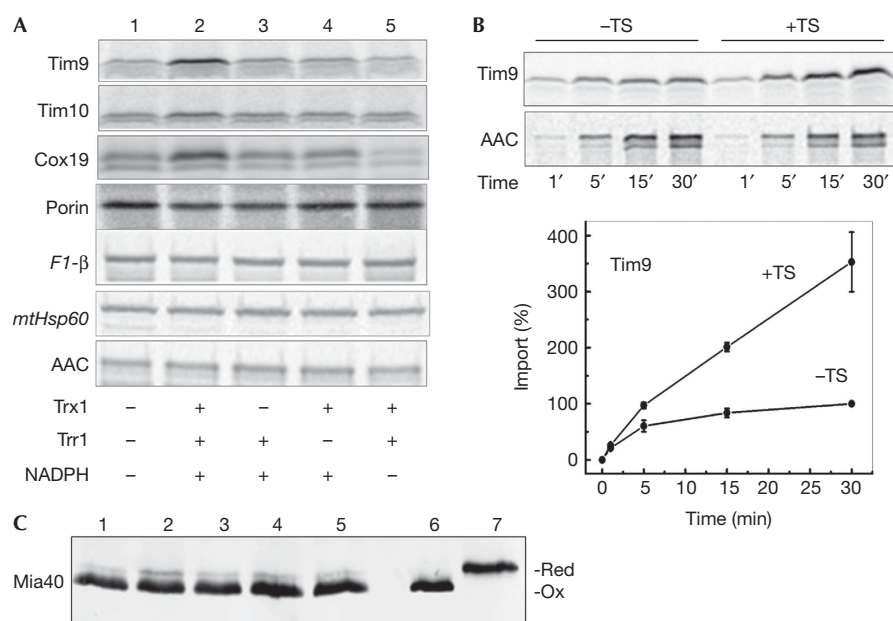 A
1 2 3 4 5
Tim9
Tim10
Cox19
Porin
F1-β
mtHsp60
AAC
Trx1 – + – + +
Trr1 – + + – +
NADPH – + + + –
B
–TS +TS
Tim9
AAC
Time 1′ 5′ 15′ 30′ 1′ 5′ 15′ 30′
Tim9
+TS
–TS
Import (%)
400
300
200
100
0
0 5 10 15 20 25 30
Time (min)
C
1 2 3 4 5 6 7
Mia40
-Red
-Ox